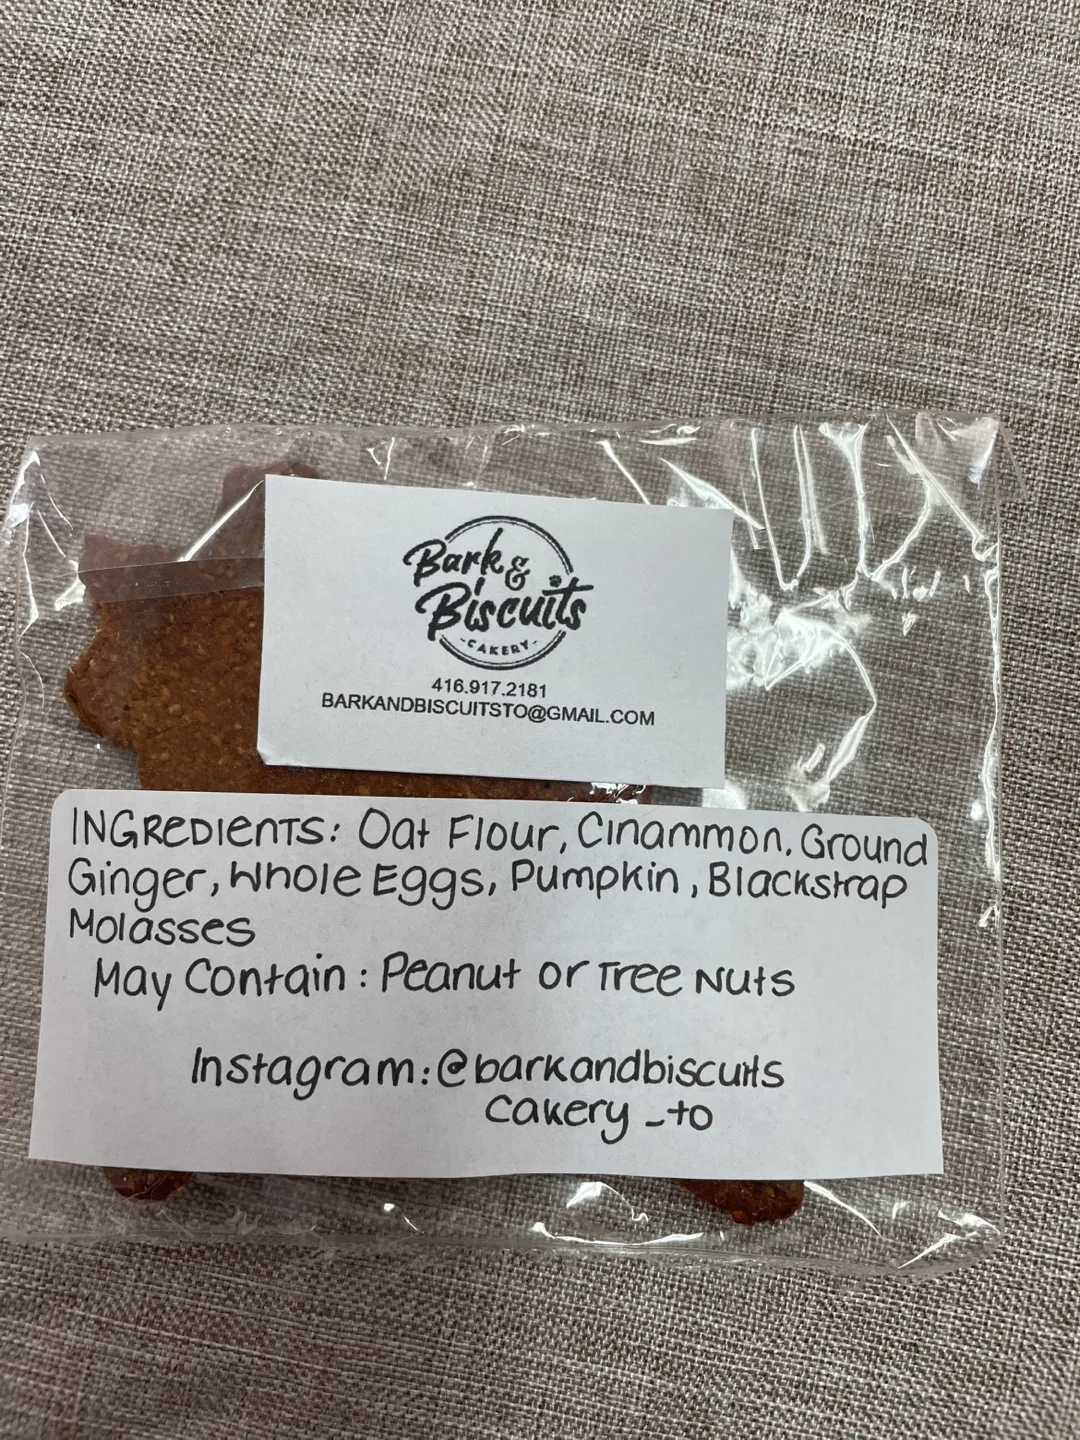 Bark &
Biscuits
-CAKERY-
416.917.2181
BARKANDBISCUITSTO@GMAIL.COM
INGREDIENTS: Oat Flour, Cinammon, Ground
Ginger, Whole Eggs, Pumpkin, Blackstrap
Molasses
May Contain: Peanut or Tree Nuts
Instagram: @barkandbiscuits
cakery_to